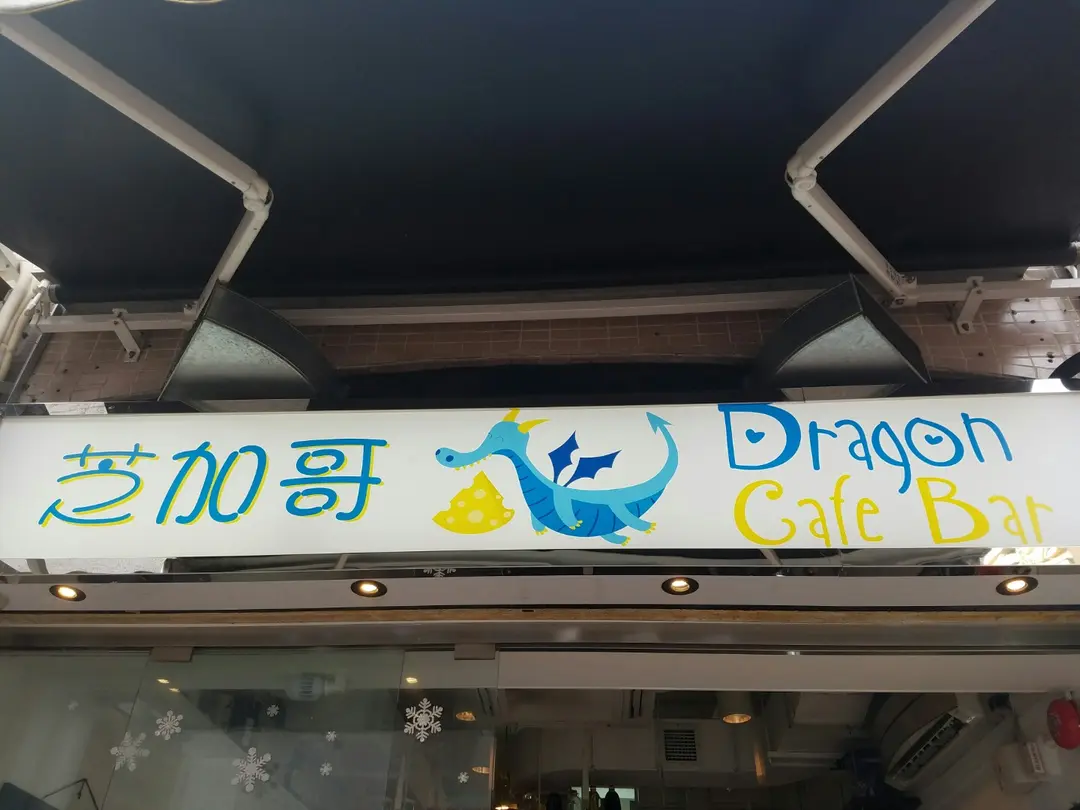 芝加哥
Dragon
Cafe Bar